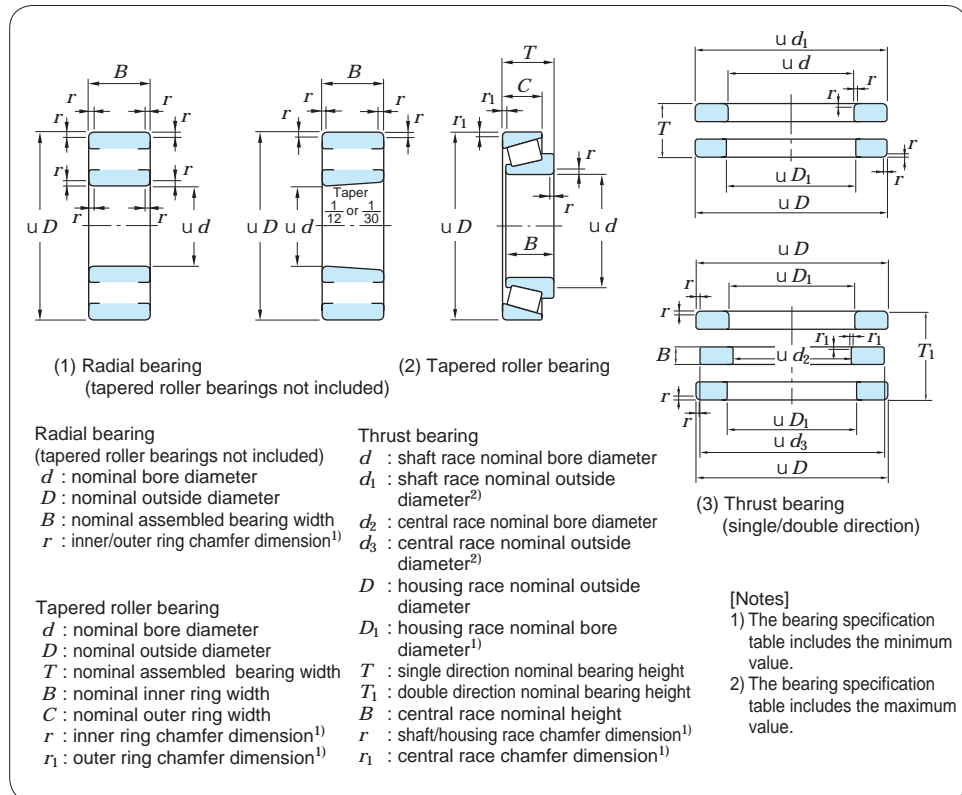 B
r
r
r
r
r
r
r
r
u D
u d
(1) Radial bearing
(tapered roller bearings not included)
B
r
r
r
r
Taper
1/12 or 1/30
u D
u d
T
C
r₁
r₁
r
r
u D
u d
B
(2) Tapered roller bearing
u d₁
u d
r
r
T
r
r
u D₁
u D
u D
u D₁
r
r
r₁
r₁
B
u d₂
T₁
r
r
u D₁
u d₃
u D
(3) Thrust bearing
(single/double direction)
Radial bearing
(tapered roller bearings not included)
d : nominal bore diameter
D : nominal outside diameter
B : nominal assembled bearing width
r : inner/outer ring chamfer dimension¹⁾
Tapered roller bearing
d : nominal bore diameter
D : nominal outside diameter
T : nominal assembled bearing width
B : nominal inner ring width
C : nominal outer ring width
r : inner ring chamfer dimension¹⁾
r₁ : outer ring chamfer dimension¹⁾
Thrust bearing
d : shaft race nominal bore diameter
d₁ : shaft race nominal outside
diameter²⁾
d₂ : central race nominal bore diameter
d₃ : central race nominal outside
diameter²⁾
D : housing race nominal outside
diameter
D₁ : housing race nominal bore
diameter¹⁾
T : single direction nominal bearing height
T₁ : double direction nominal bearing height
B : central race nominal height
r : shaft/housing race chamfer dimension¹⁾
r₁ : central race chamfer dimension¹⁾
[Notes]
1) The bearing specification
table includes the minimum
value.
2) The bearing specification
table includes the maximum
value.